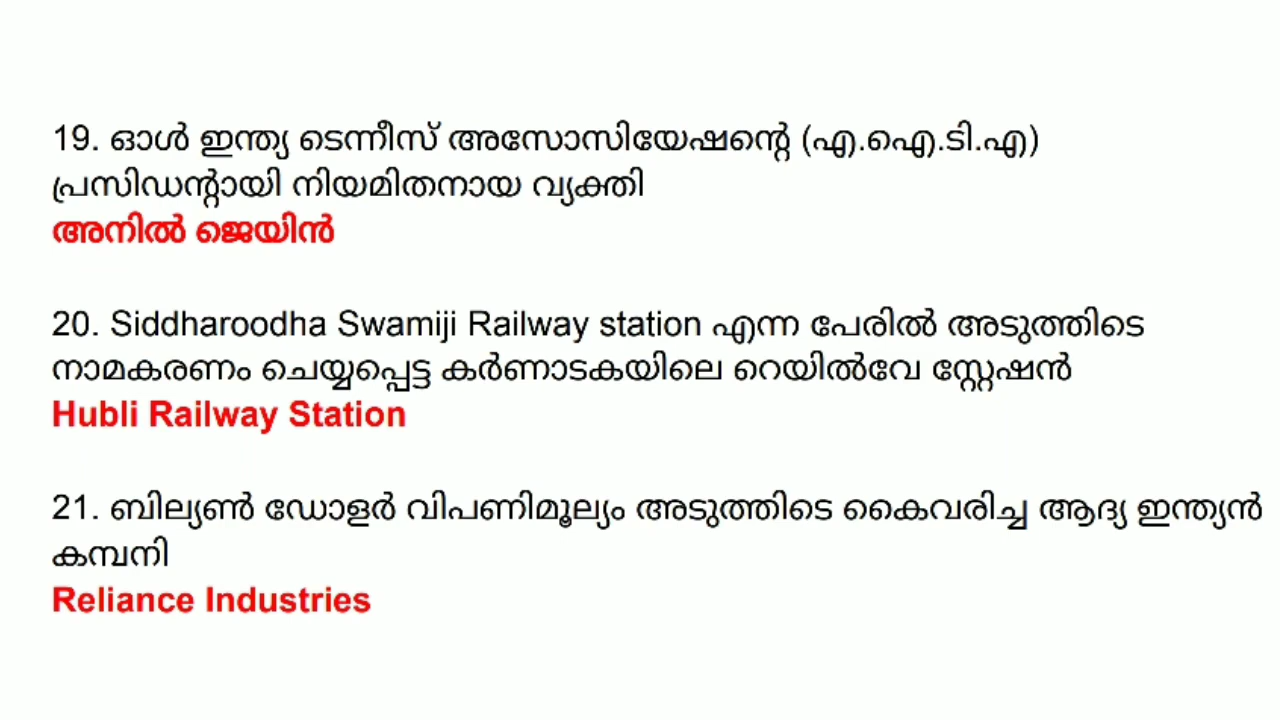 19. ഓൾ ഇന്ത്യ ടെന്നീസ് അസോസിയേഷന്റെ (എ.ഐ.ടി.എ)
പ്രസിഡന്റായി നിയമിതനായ വ്യക്തി
അനിൽ ജെയിൻ
20. Siddharoodha Swamiji Railway station എന്ന പേരിൽ അടുത്തിടെ
നാമകരണം ചെയ്യപ്പെട്ട കർണാടകയിലെ റെയിൽവേ സ്റ്റേഷൻ
Hubli Railway Station
21. ബില്യൺ ഡോളർ വിപണിമൂല്യം അടുത്തിടെ കൈവരിച്ച ആദ്യ ഇന്ത്യൻ
കമ്പനി
Reliance Industries